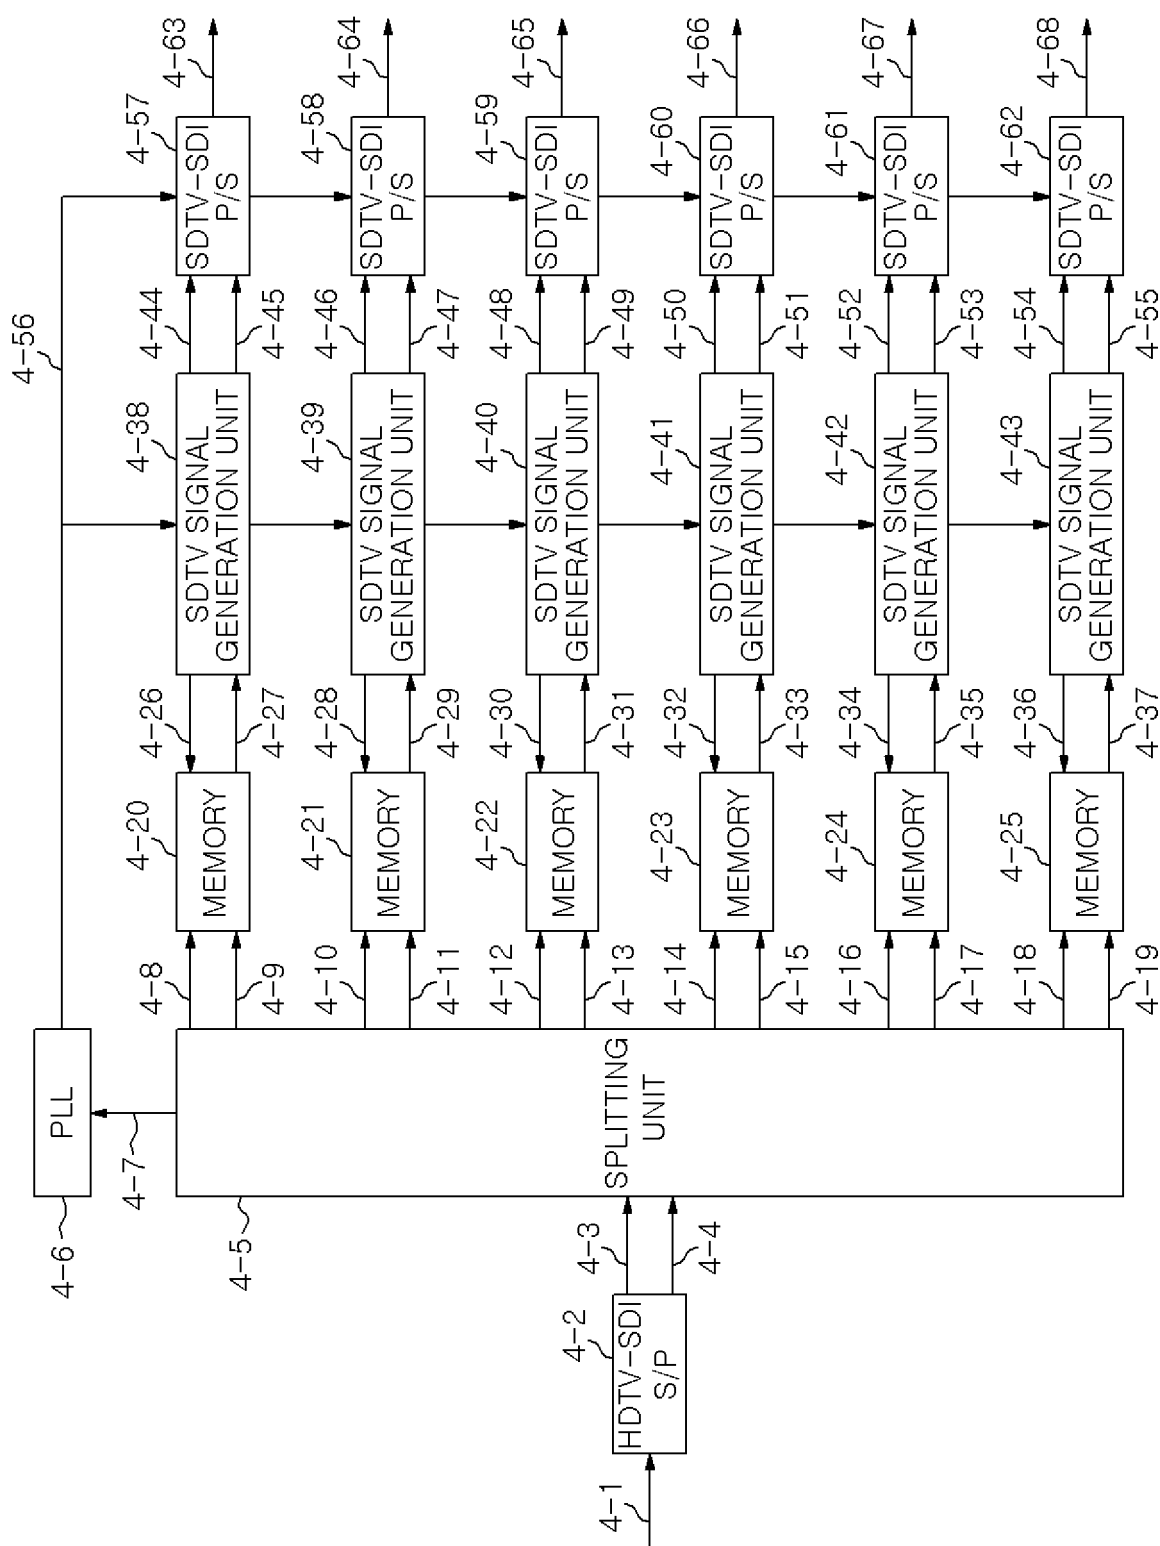 4-1
HDTV-SDI
S/P
4-2
4-3
4-4
SPLITTING
UNIT
4-5
PLL
4-6
4-7
4-8
4-9
4-10
4-11
4-12
4-13
4-14
4-15
4-16
4-17
4-18
4-19
MEMORY
4-20
MEMORY
4-21
MEMORY
4-22
MEMORY
4-23
MEMORY
4-24
MEMORY
4-25
4-26
4-27
4-28
4-29
4-30
4-31
4-32
4-33
4-34
4-35
4-36
4-37
SDTV SIGNAL
GENERATION UNIT
4-38
SDTV SIGNAL
GENERATION UNIT
4-39
SDTV SIGNAL
GENERATION UNIT
4-40
SDTV SIGNAL
GENERATION UNIT
4-41
SDTV SIGNAL
GENERATION UNIT
4-42
SDTV SIGNAL
GENERATION UNIT
4-43
4-44
4-45
4-46
4-47
4-48
4-49
4-50
4-51
4-52
4-53
4-54
4-55
4-56
SDTV-SDI
P/S
4-57
SDTV-SDI
P/S
4-58
SDTV-SDI
P/S
4-59
SDTV-SDI
P/S
4-60
SDTV-SDI
P/S
4-61
SDTV-SDI
P/S
4-62
4-63
4-64
4-65
4-66
4-67
4-68